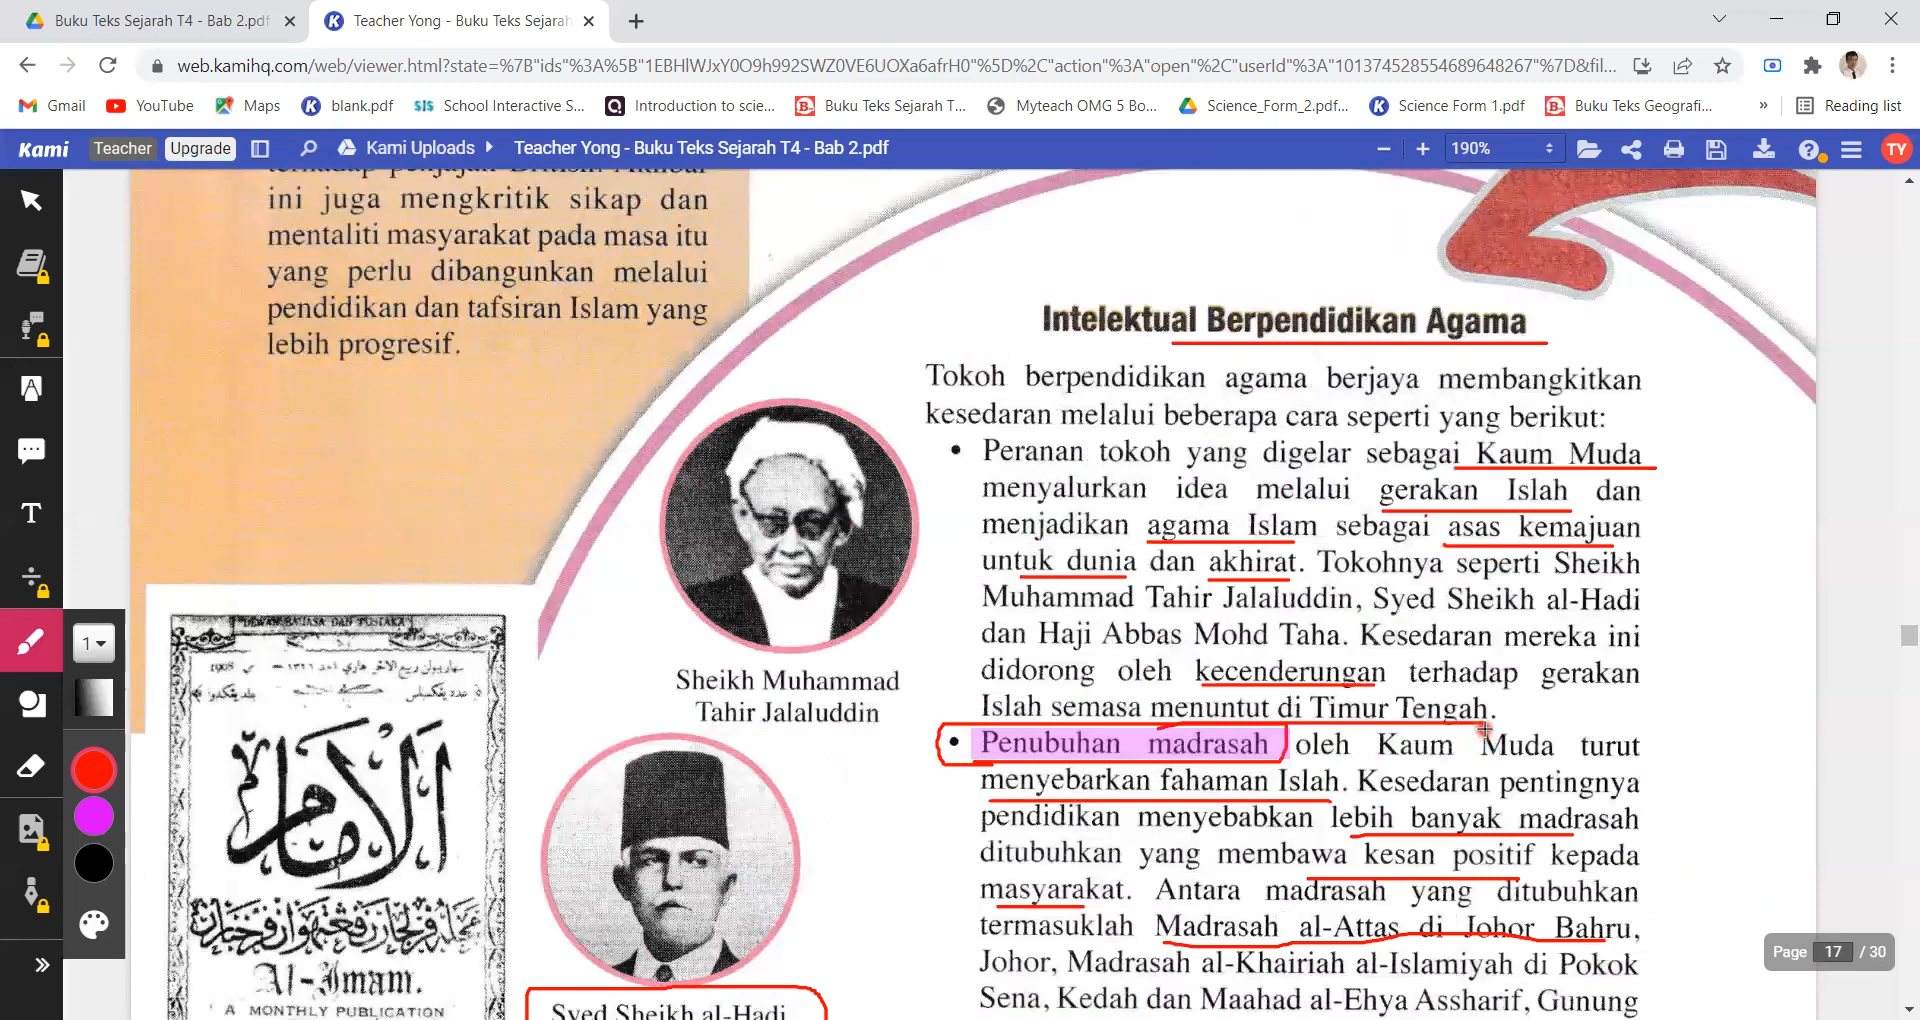 Buku Teks Sejarah T4 - Bab 2.pdf
Teacher Yong - Buku Teks Sejarah
web.kamihq.com/web/viewer.html?state=%7B"ids"%3A%5B"1EBHlWJxY0O9h992SWZ0VE6UOXa6afrH0"%5D%2C"action"%3A"open"%2C"userId"%3A"101374528554689648267"%7D&fil...
Gmail
YouTube
Maps
blank.pdf
SIS School Interactive S...
Introduction to scie...
Buku Teks Sejarah T...
Myteach OMG 5 Bo...
Science_Form_2.pdf...
Science Form 1.pdf
Buku Teks Geografi...
»
Reading list
Kami
Teacher
Upgrade
Kami Uploads
Teacher Yong - Buku Teks Sejarah T4 - Bab 2.pdf
190%
TY
1
ini juga mengkritik sikap dan
mentaliti masyarakat pada masa itu
yang perlu dibangunkan melalui
pendidikan dan tafsiran Islam yang
lebih progresif.
Intelektual Berpendidikan Agama
Tokoh berpendidikan agama berjaya membangkitkan
kesedaran melalui beberapa cara seperti yang berikut:
• Peranan tokoh yang digelar sebagai Kaum Muda
menyalurkan idea melalui gerakan Islah dan
menjadikan agama Islam sebagai asas kemajuan
untuk dunia dan akhirat. Tokohnya seperti Sheikh
Muhammad Tahir Jalaluddin, Syed Sheikh al-Hadi
dan Haji Abbas Mohd Taha. Kesedaran mereka ini
didorong oleh kecenderungan terhadap gerakan
Islah semasa menuntut di Timur Tengah.
• Penubuhan madrasah oleh Kaum Muda turut
menyebarkan fahaman Islah. Kesedaran pentingnya
pendidikan menyebabkan lebih banyak madrasah
ditubuhkan yang membawa kesan positif kepada
masyarakat. Antara madrasah yang ditubuhkan
termasuklah Madrasah al-Attas di Johor Bahru,
Johor, Madrasah al-Khairiah al-Islamiyah di Pokok
Sena, Kedah dan Maahad al-Ehya Assharif, Gunung
Sheikh Muhammad
Tahir Jalaluddin
Syed Sheikh al-Hadi
DEWAN BAHASA DAN PUSTAKA
1908
الامام
Al-Imam.
A MONTHLY PUBLICATION
Page 17 / 30